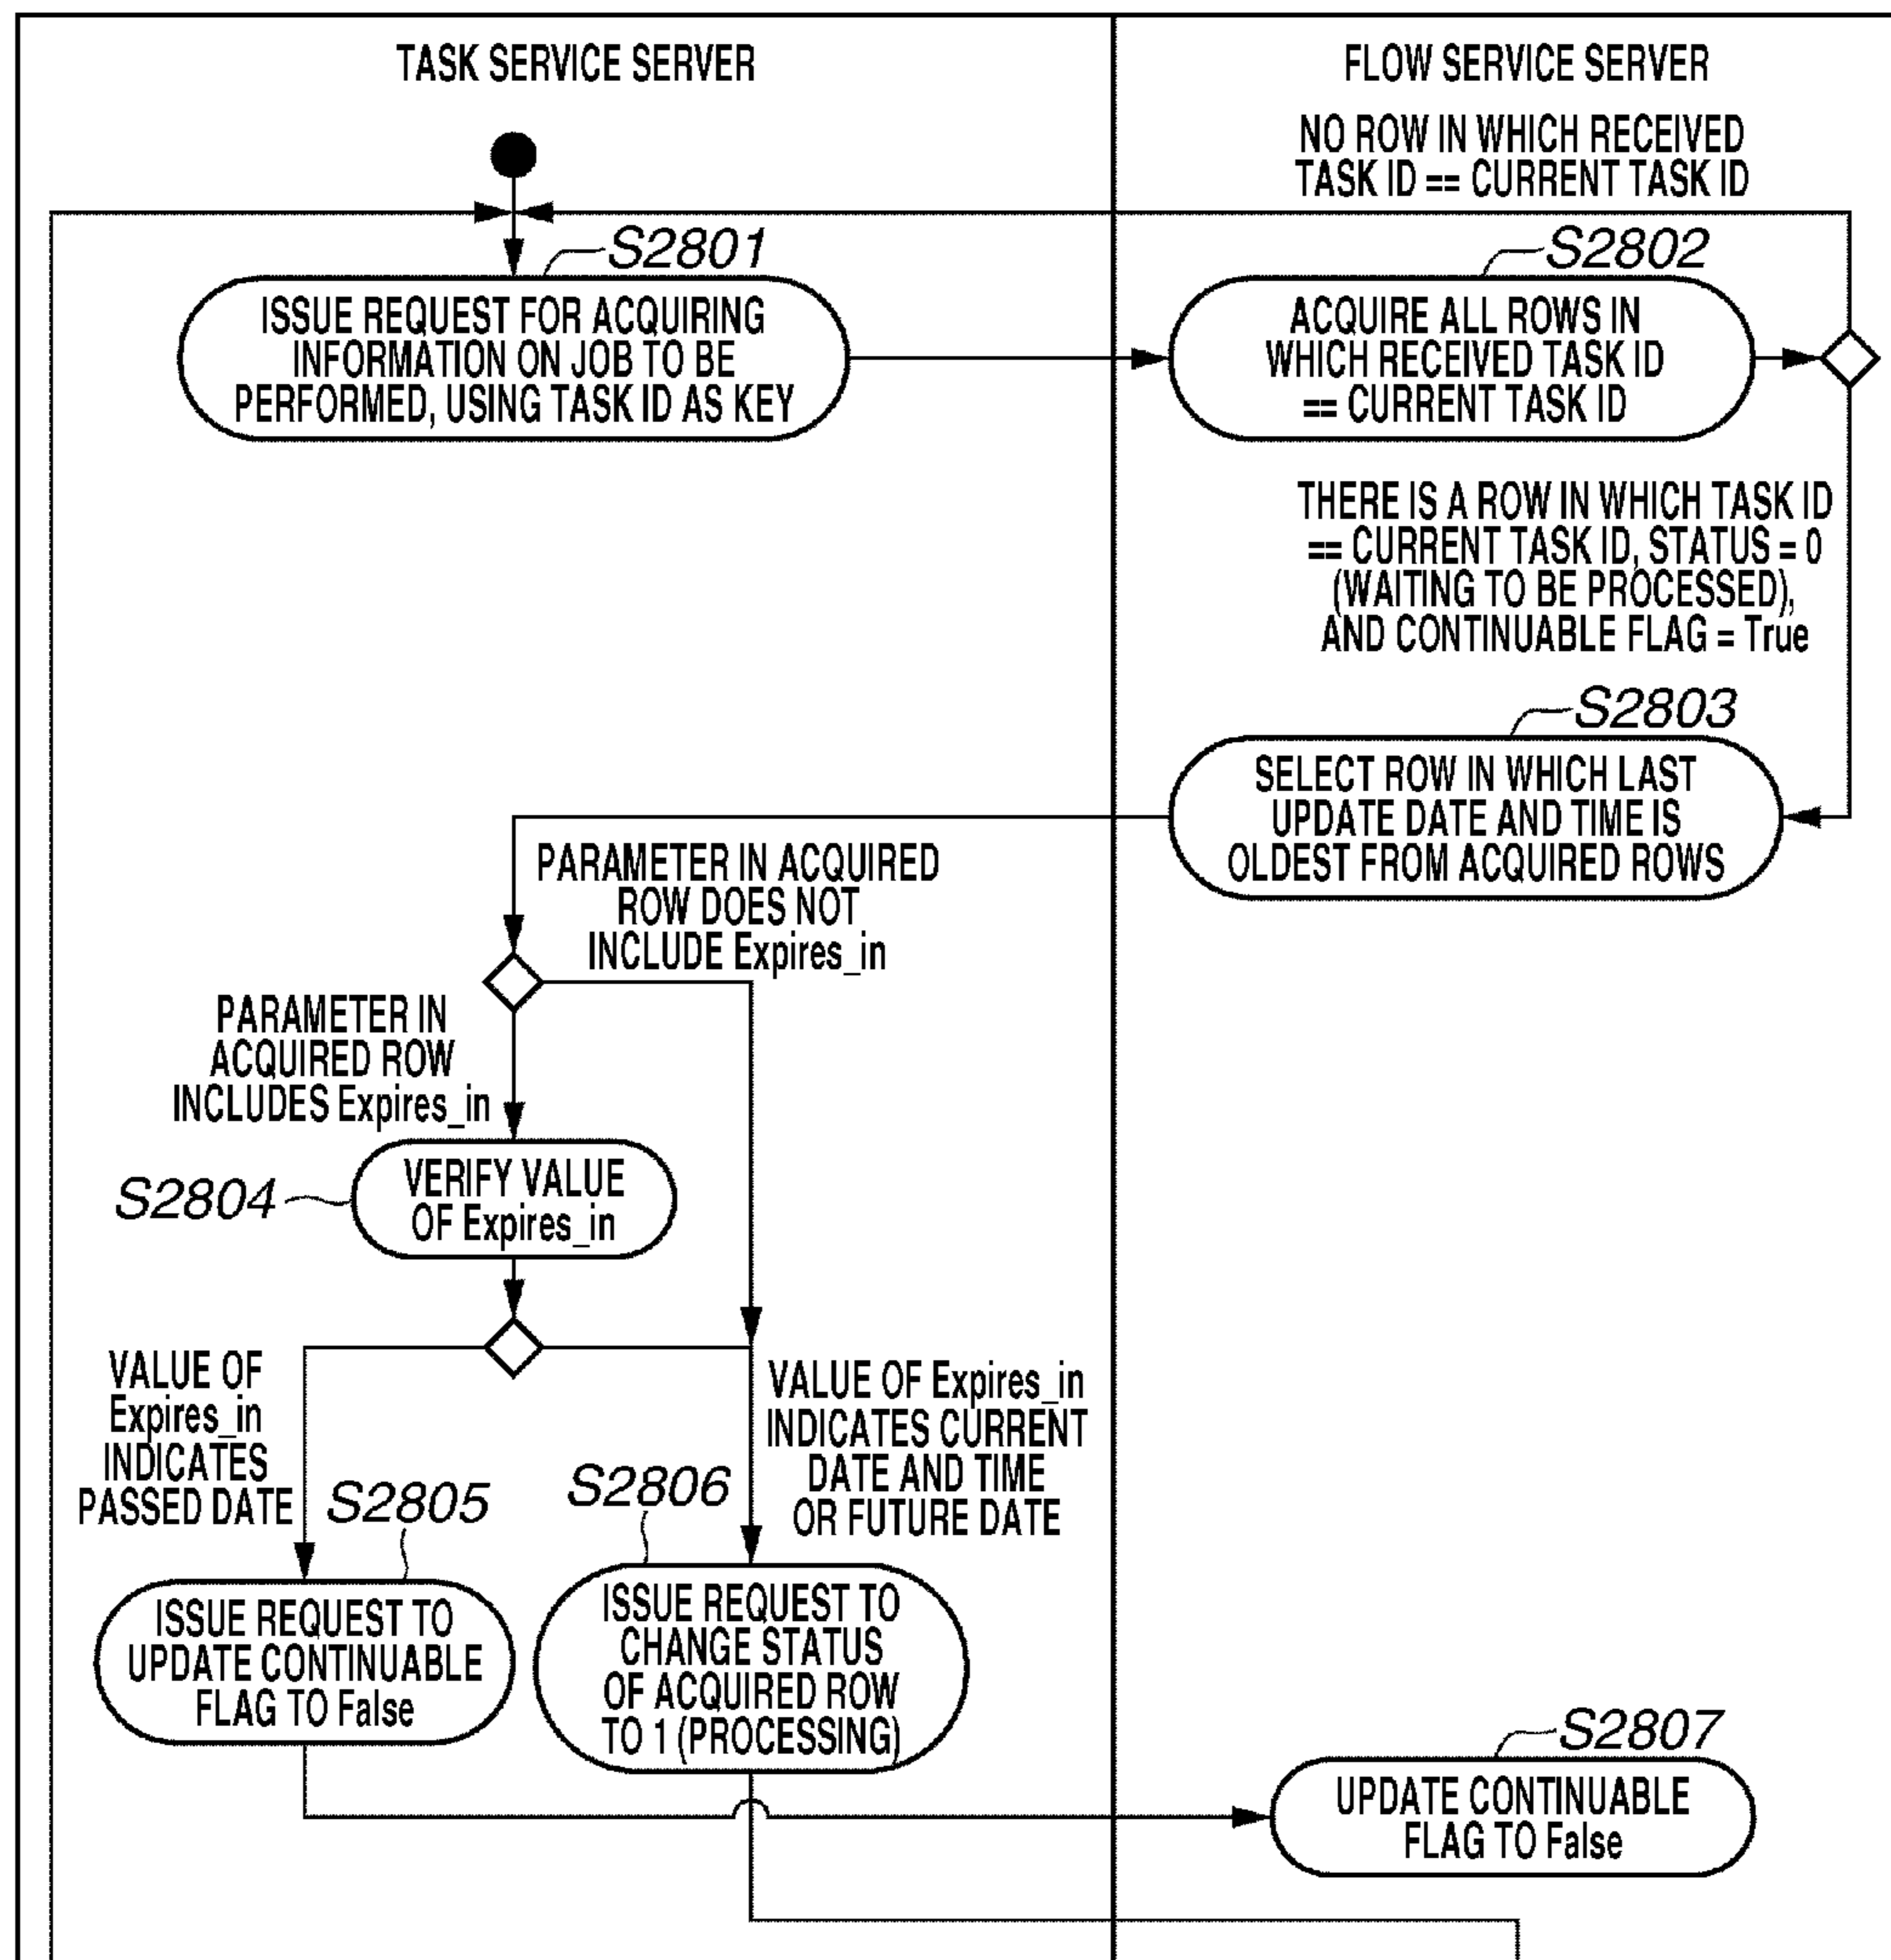 TASK SERVICE SERVER
FLOW SERVICE SERVER
NO ROW IN WHICH RECEIVED
TASK ID == CURRENT TASK ID
S2801
ISSUE REQUEST FOR ACQUIRING
INFORMATION ON JOB TO BE
PERFORMED, USING TASK ID AS KEY
S2802
ACQUIRE ALL ROWS IN
WHICH RECEIVED TASK ID
== CURRENT TASK ID
THERE IS A ROW IN WHICH TASK ID
== CURRENT TASK ID, STATUS = 0
(WAITING TO BE PROCESSED),
AND CONTINUABLE FLAG = True
S2803
SELECT ROW IN WHICH LAST
UPDATE DATE AND TIME IS
OLDEST FROM ACQUIRED ROWS
PARAMETER IN ACQUIRED
ROW DOES NOT
INCLUDE Expires_in
PARAMETER IN
ACQUIRED ROW
INCLUDES Expires_in
S2804
VERIFY VALUE
OF Expires_in
VALUE OF
Expires_in
INDICATES
PASSED DATE
VALUE OF Expires_in
INDICATES CURRENT
DATE AND TIME
OR FUTURE DATE
S2805
ISSUE REQUEST TO
UPDATE CONTINUABLE
FLAG TO False
S2806
ISSUE REQUEST TO
CHANGE STATUS
OF ACQUIRED ROW
TO 1 (PROCESSING)
S2807
UPDATE CONTINUABLE
FLAG TO False